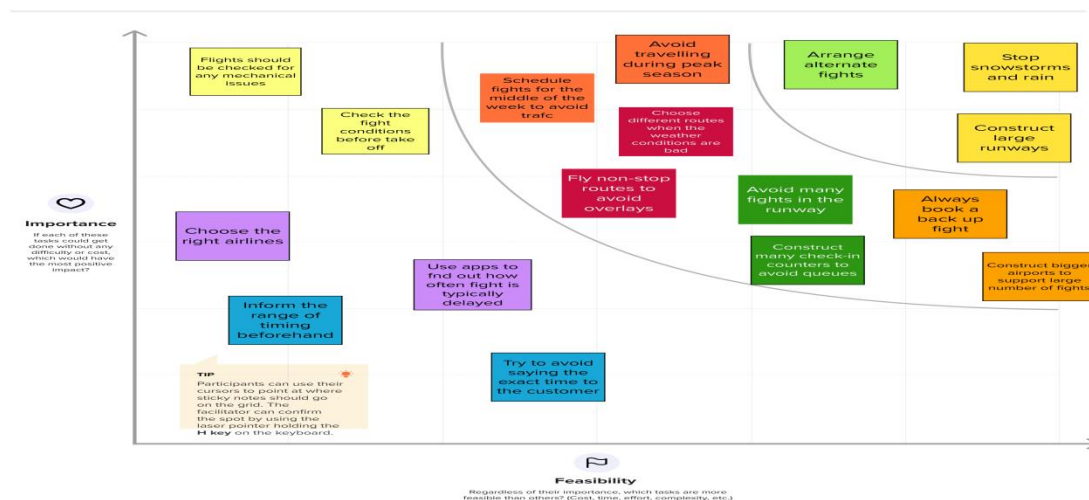 Flights should
be checked for
any mechanical
issues
Check the
fight
conditions
before take
off
Schedule
fights for the
middle of the
week to avoid
trafc
Avoid
travelling
during peak
season
Choose
different routes
when the
weather
conditions are
bad
Arrange
alternate
fights
Stop
snowstorms
and rain
Construct
large
runways
Fly non-stop
routes to
avoid
overlays
Avoid many
fights in the
runway
Always
book a
back up
fight
Importance
If each of these
tasks could get
done without any
difficulty or cost,
which would have
the most positive
impact?
Choose the
right airlines
Use apps to
fnd out how
often fight is
typically
delayed
Construct
many check-in
counters to
avoid queues
Construct bigger
airports to
support large
number of fights
Inform the
range of
timing
beforehand
Try to avoid
saying the
exact time to
the customer
TIP
Participants can use their
cursors to point at where
sticky notes should go
on the grid. The
facilitator can confirm
the spot by using the
laser pointer holding the
H key on the keyboard.
Feasibility
Regardless of their importance, which tasks are more
feasible than others? (Cost, time, effort, complexity, etc.)